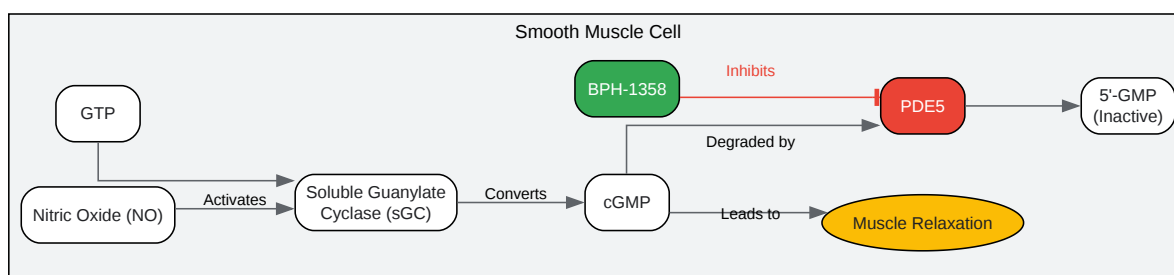 Smooth Muscle Cell
BPH-1358
Inhibits
GTP
PDE5
5'-GMP
(Inactive)
Degraded by
Nitric Oxide (NO)
Activates
Soluble Guanylate
Cyclase (sGC)
Converts
cGMP
Leads to
Muscle Relaxation